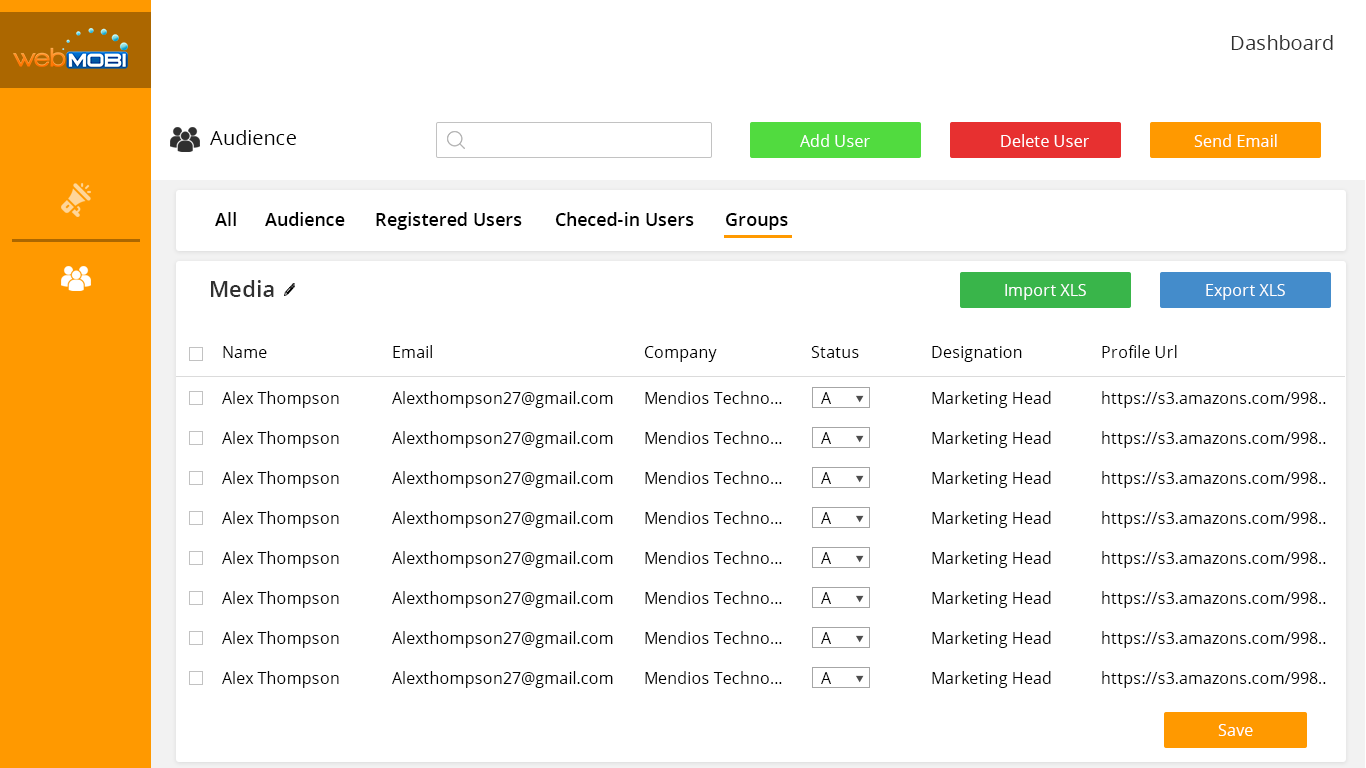 webMOBI
Dashboard
Audience
Add User
Delete User
Send Email
All Audience Registered Users Checed-in Users Groups
Media
Import XLS
Export XLS
Name Email Company Status Designation Profile Url
Alex Thompson Alexthompson27@gmail.com Mendios Techno... A Marketing Head https://s3.amazons.com/998..
Alex Thompson Alexthompson27@gmail.com Mendios Techno... A Marketing Head https://s3.amazons.com/998..
Alex Thompson Alexthompson27@gmail.com Mendios Techno... A Marketing Head https://s3.amazons.com/998..
Alex Thompson Alexthompson27@gmail.com Mendios Techno... A Marketing Head https://s3.amazons.com/998..
Alex Thompson Alexthompson27@gmail.com Mendios Techno... A Marketing Head https://s3.amazons.com/998..
Alex Thompson Alexthompson27@gmail.com Mendios Techno... A Marketing Head https://s3.amazons.com/998..
Alex Thompson Alexthompson27@gmail.com Mendios Techno... A Marketing Head https://s3.amazons.com/998..
Alex Thompson Alexthompson27@gmail.com Mendios Techno... A Marketing Head https://s3.amazons.com/998..
Save